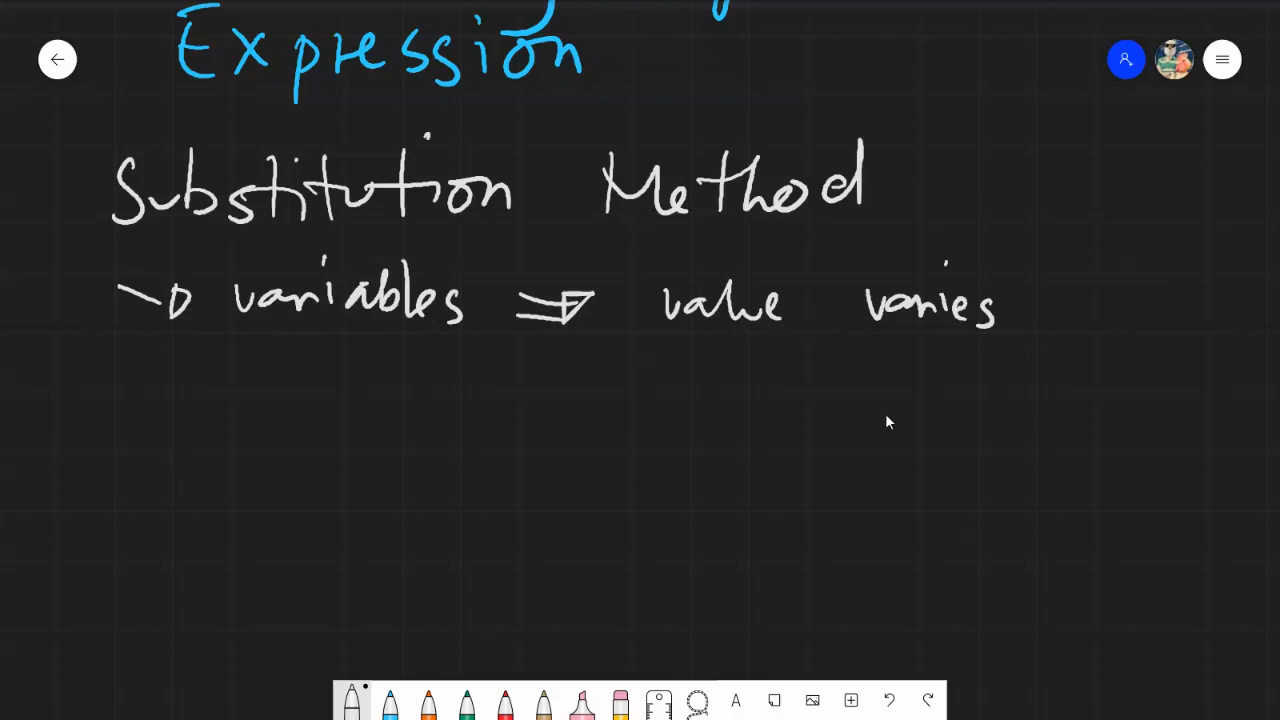 Expression
Substitution Method
→ variables ⇒ value varies
A